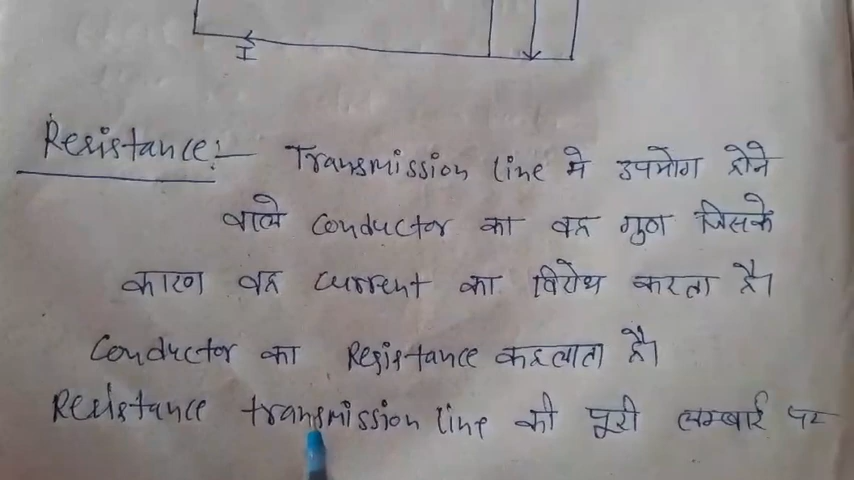 I
Resistance:- Transmission line मे उपयोग होने
वाले conductor का वह गुण जिसके
कारण वह current का विरोध करता है।
Conductor का Resistance कहलाता है।
Resistance transmission line की पूरी लम्बाई पर